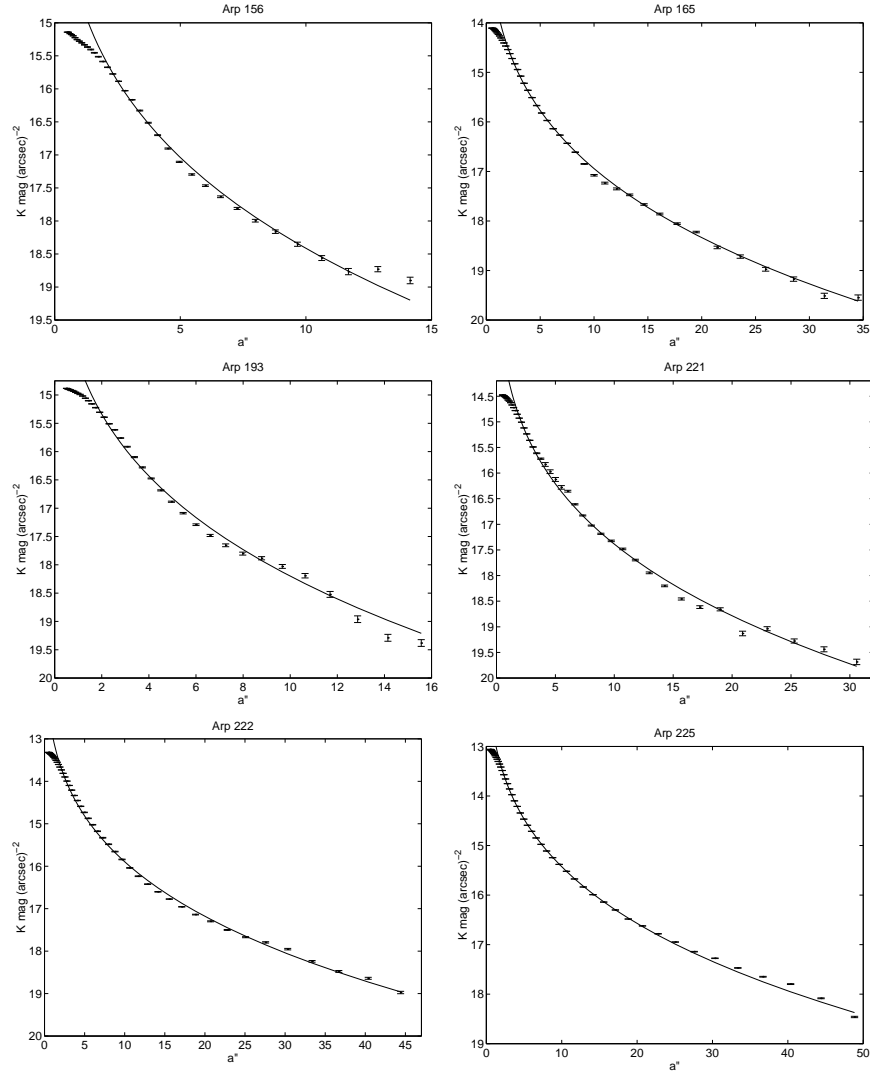 Arp 156
15
15.5
16
16.5
17
17.5
18
18.5
19
19.5
K mag (arcsec)−2
0 5 10 15
a"
Arp 165
14
15
16
17
18
19
20
K mag (arcsec)−2
0 5 10 15 20 25 30 35
a"
Arp 193
15
15.5
16
16.5
17
17.5
18
18.5
19
19.5
20
K mag (arcsec)−2
0 2 4 6 8 10 12 14 16
a"
Arp 221
14.5
15
15.5
16
16.5
17
17.5
18
18.5
19
19.5
20
K mag (arcsec)−2
0 5 10 15 20 25 30
a"
Arp 222
13
14
15
16
17
18
19
20
K mag (arcsec)−2
0 5 10 15 20 25 30 35 40 45
a"
Arp 225
13
14
15
16
17
18
19
K mag (arcsec)−2
0 10 20 30 40 50
a"